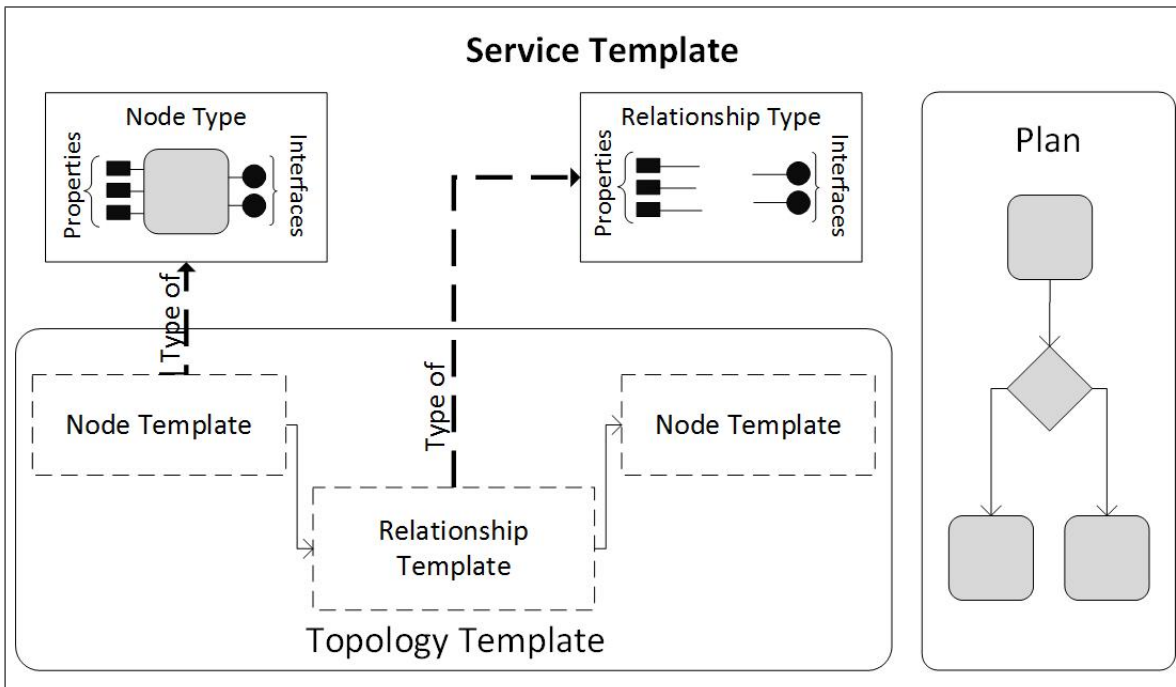 Service Template
Node Type
Properties
Interfaces
Relationship Type
Properties
Interfaces
Plan
Type of
Type of
Node Template
Node Template
Relationship
Template
Topology Template